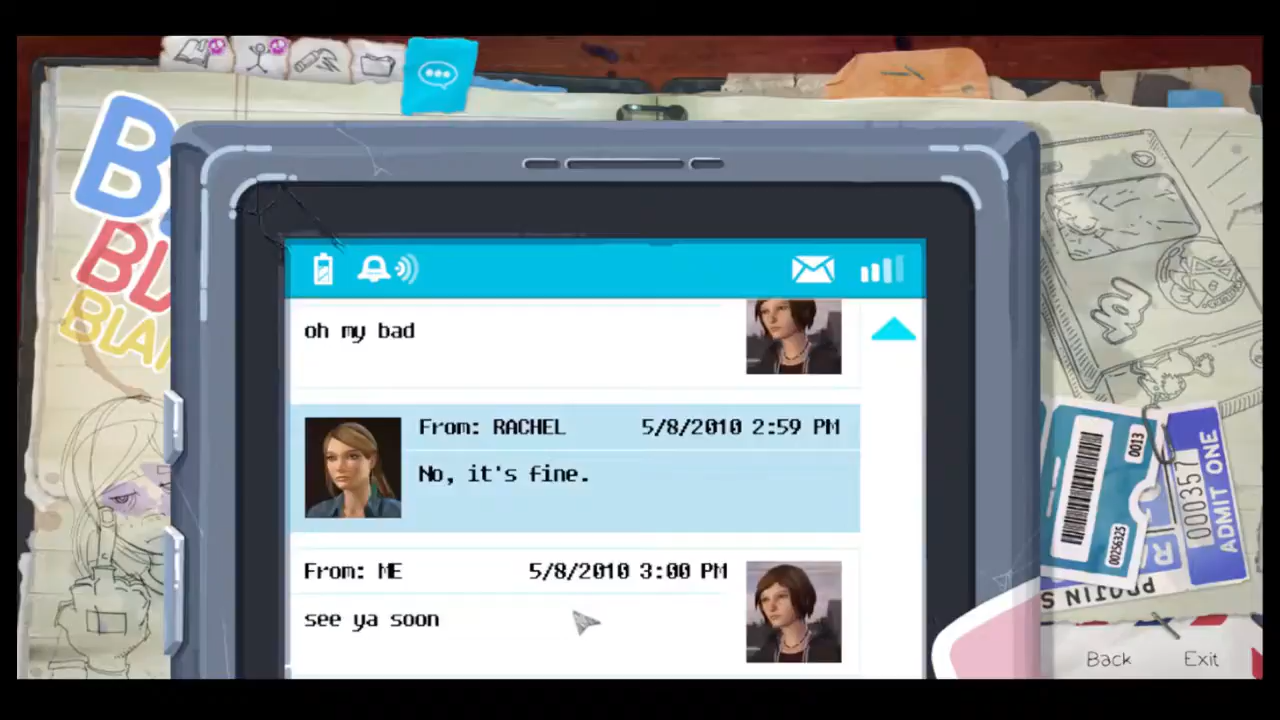 oh my bad
From: RACHEL 5/8/2010 2:59 PM
No, it's fine.
From: ME 5/8/2010 3:00 PM
see ya soon
0013
00256325
000357
ADMIT ONE
Back Exit